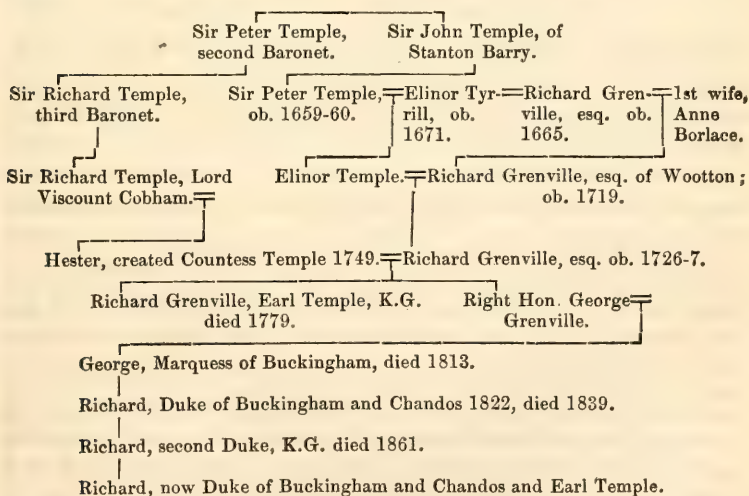 Sir Peter Temple, Sir John Temple, of
second Baronet. Stanton Barry.
Sir Richard Temple, Sir Peter Temple, Elinor Tyr- Richard Gren- 1st wife,
third Baronet. ob. 1659-60. rill, ob. ville, esq. ob. Anne
1671. 1665. Borlace.
Sir Richard Temple, Lord Elinor Temple. Richard Grenville, esq. of Wootton;
Viscount Cobham. ob. 1719.
Hester, created Countess Temple 1749. Richard Grenville, esq. ob. 1726-7.
Richard Grenville, Earl Temple, K.G. Right Hon. George
died 1779. Grenville.
George, Marquess of Buckingham, died 1813.
Richard, Duke of Buckingham and Chandos 1822, died 1839.
Richard, second Duke, K.G. died 1861.
Richard, now Duke of Buckingham and Chandos and Earl Temple.